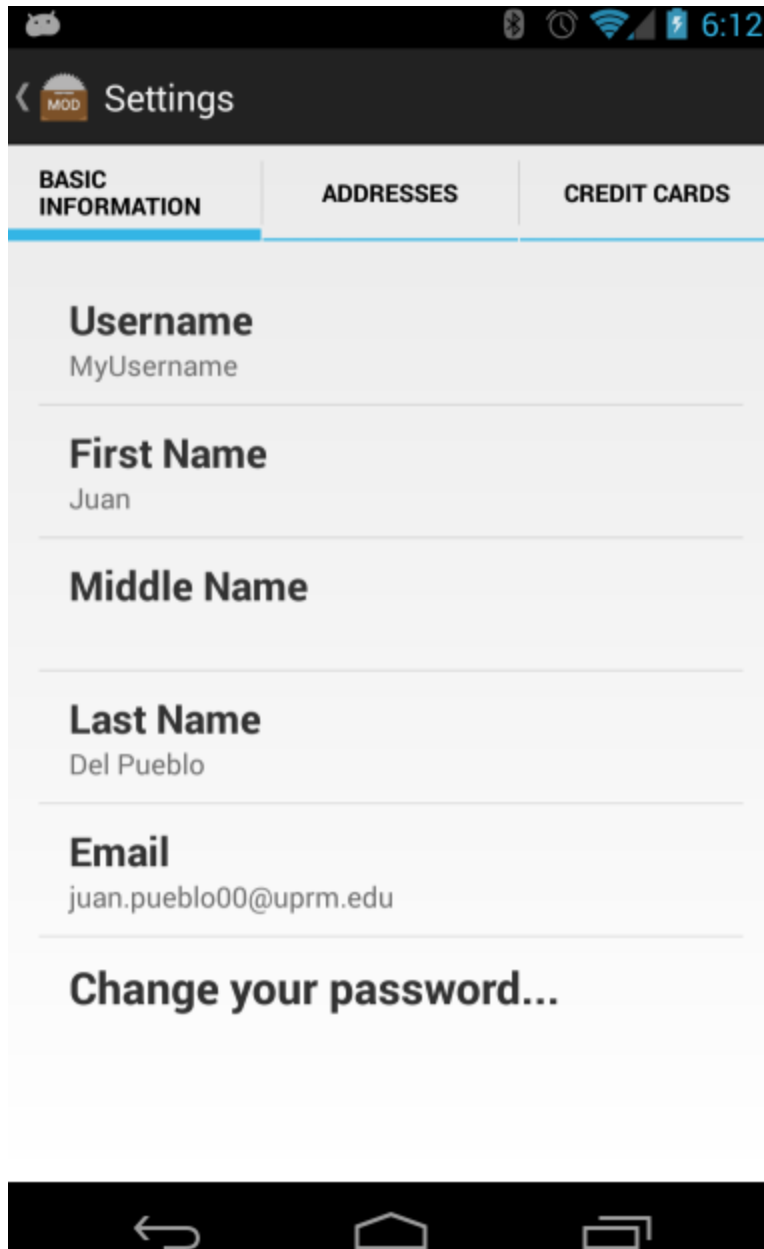 6:12
MOD Settings
BASIC
INFORMATION
ADDRESSES
CREDIT CARDS
Username
MyUsername
First Name
Juan
Middle Name
Last Name
Del Pueblo
Email
juan.pueblo00@uprm.edu
Change your password...